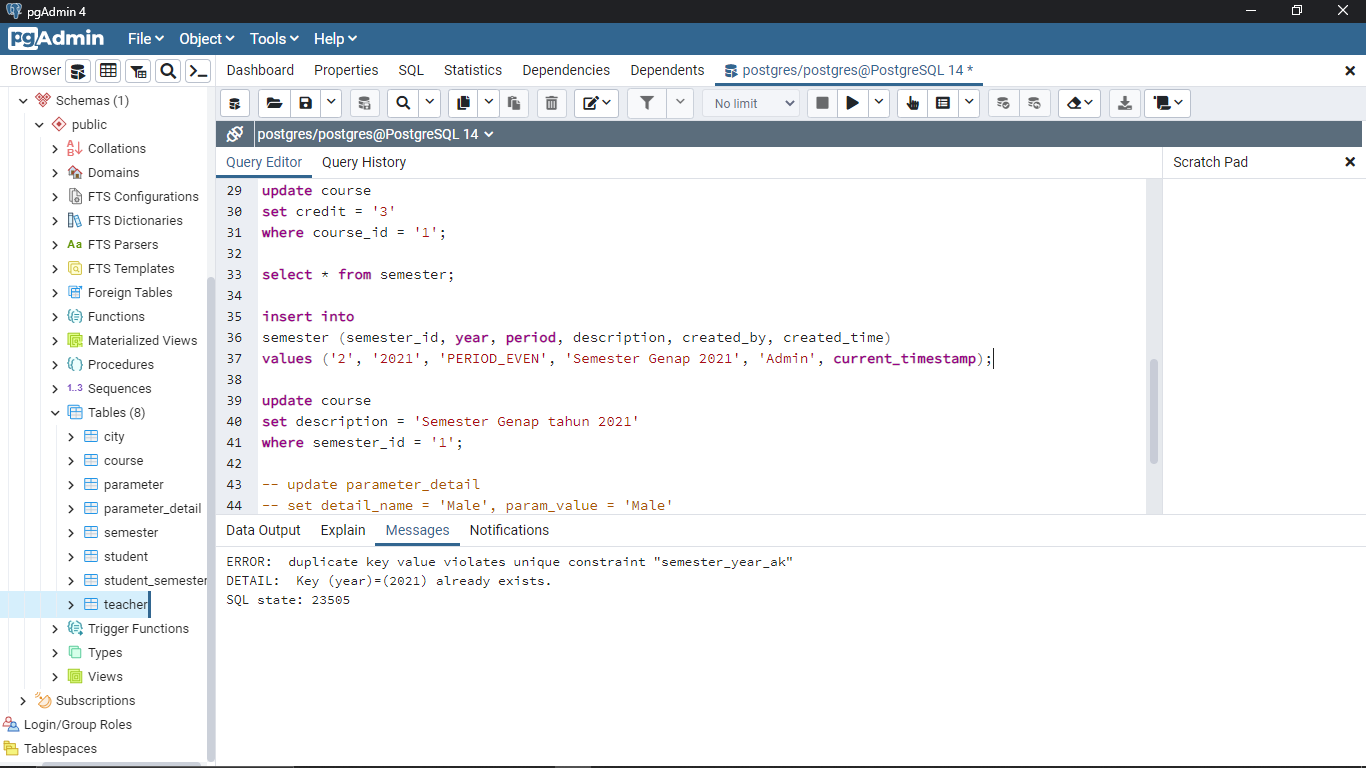 pgAdmin 4
pgAdmin File Object Tools Help
Browser
Dashboard Properties SQL Statistics Dependencies Dependents postgres/postgres@PostgreSQL 14 *
Schemas (1)
public
Collations
Domains
FTS Configurations
FTS Dictionaries
Aa FTS Parsers
FTS Templates
Foreign Tables
Functions
Materialized Views
Procedures
1..3 Sequences
Tables (8)
city
course
parameter
parameter_detail
semester
student
student_semester
teacher
Trigger Functions
Types
Views
Subscriptions
Login/Group Roles
Tablespaces
No limit
postgres/postgres@PostgreSQL 14
Query Editor Query History
Scratch Pad
29 update course
30 set credit = '3'
31 where course_id = '1';
32
33 select * from semester;
34
35 insert into
36 semester (semester_id, year, period, description, created_by, created_time)
37 values ('2', '2021', 'PERIOD_EVEN', 'Semester Genap 2021', 'Admin', current_timestamp);
38
39 update course
40 set description = 'Semester Genap tahun 2021'
41 where semester_id = '1';
42
43 -- update parameter_detail
44 -- set detail_name = 'Male', param_value = 'Male'
Data Output Explain Messages Notifications
ERROR: duplicate key value violates unique constraint "semester_year_ak"
DETAIL: Key (year)=(2021) already exists.
SQL state: 23505